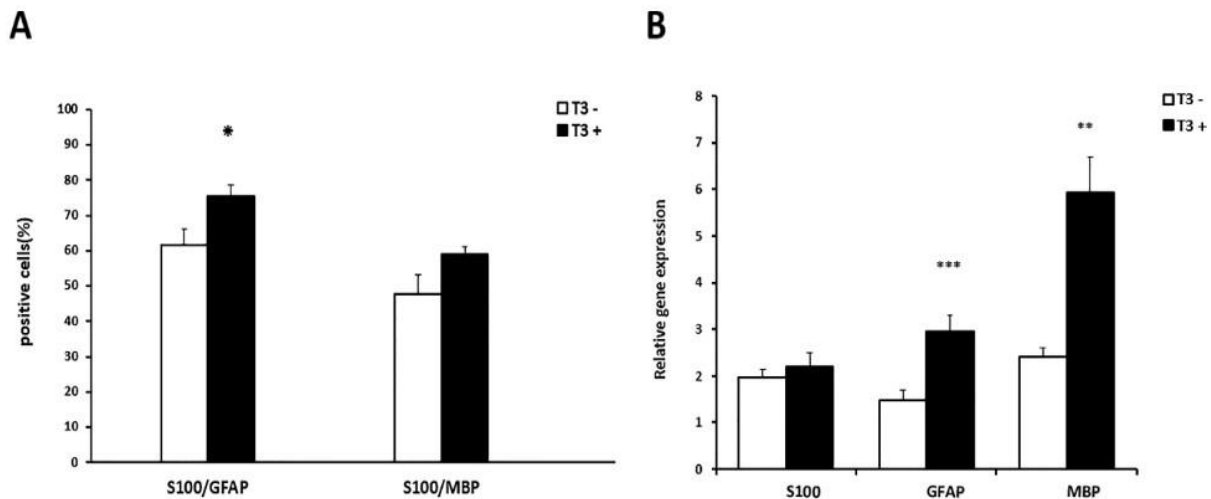 A
positive cells(%)
100
90
80
70
60
50
40
30
20
10
0
*
T3 -
T3 +
S100/GFAP
S100/MBP
B
Relative gene expression
8
7
6
5
4
3
2
1
0
***
**
T3 -
T3 +
S100
GFAP
MBP